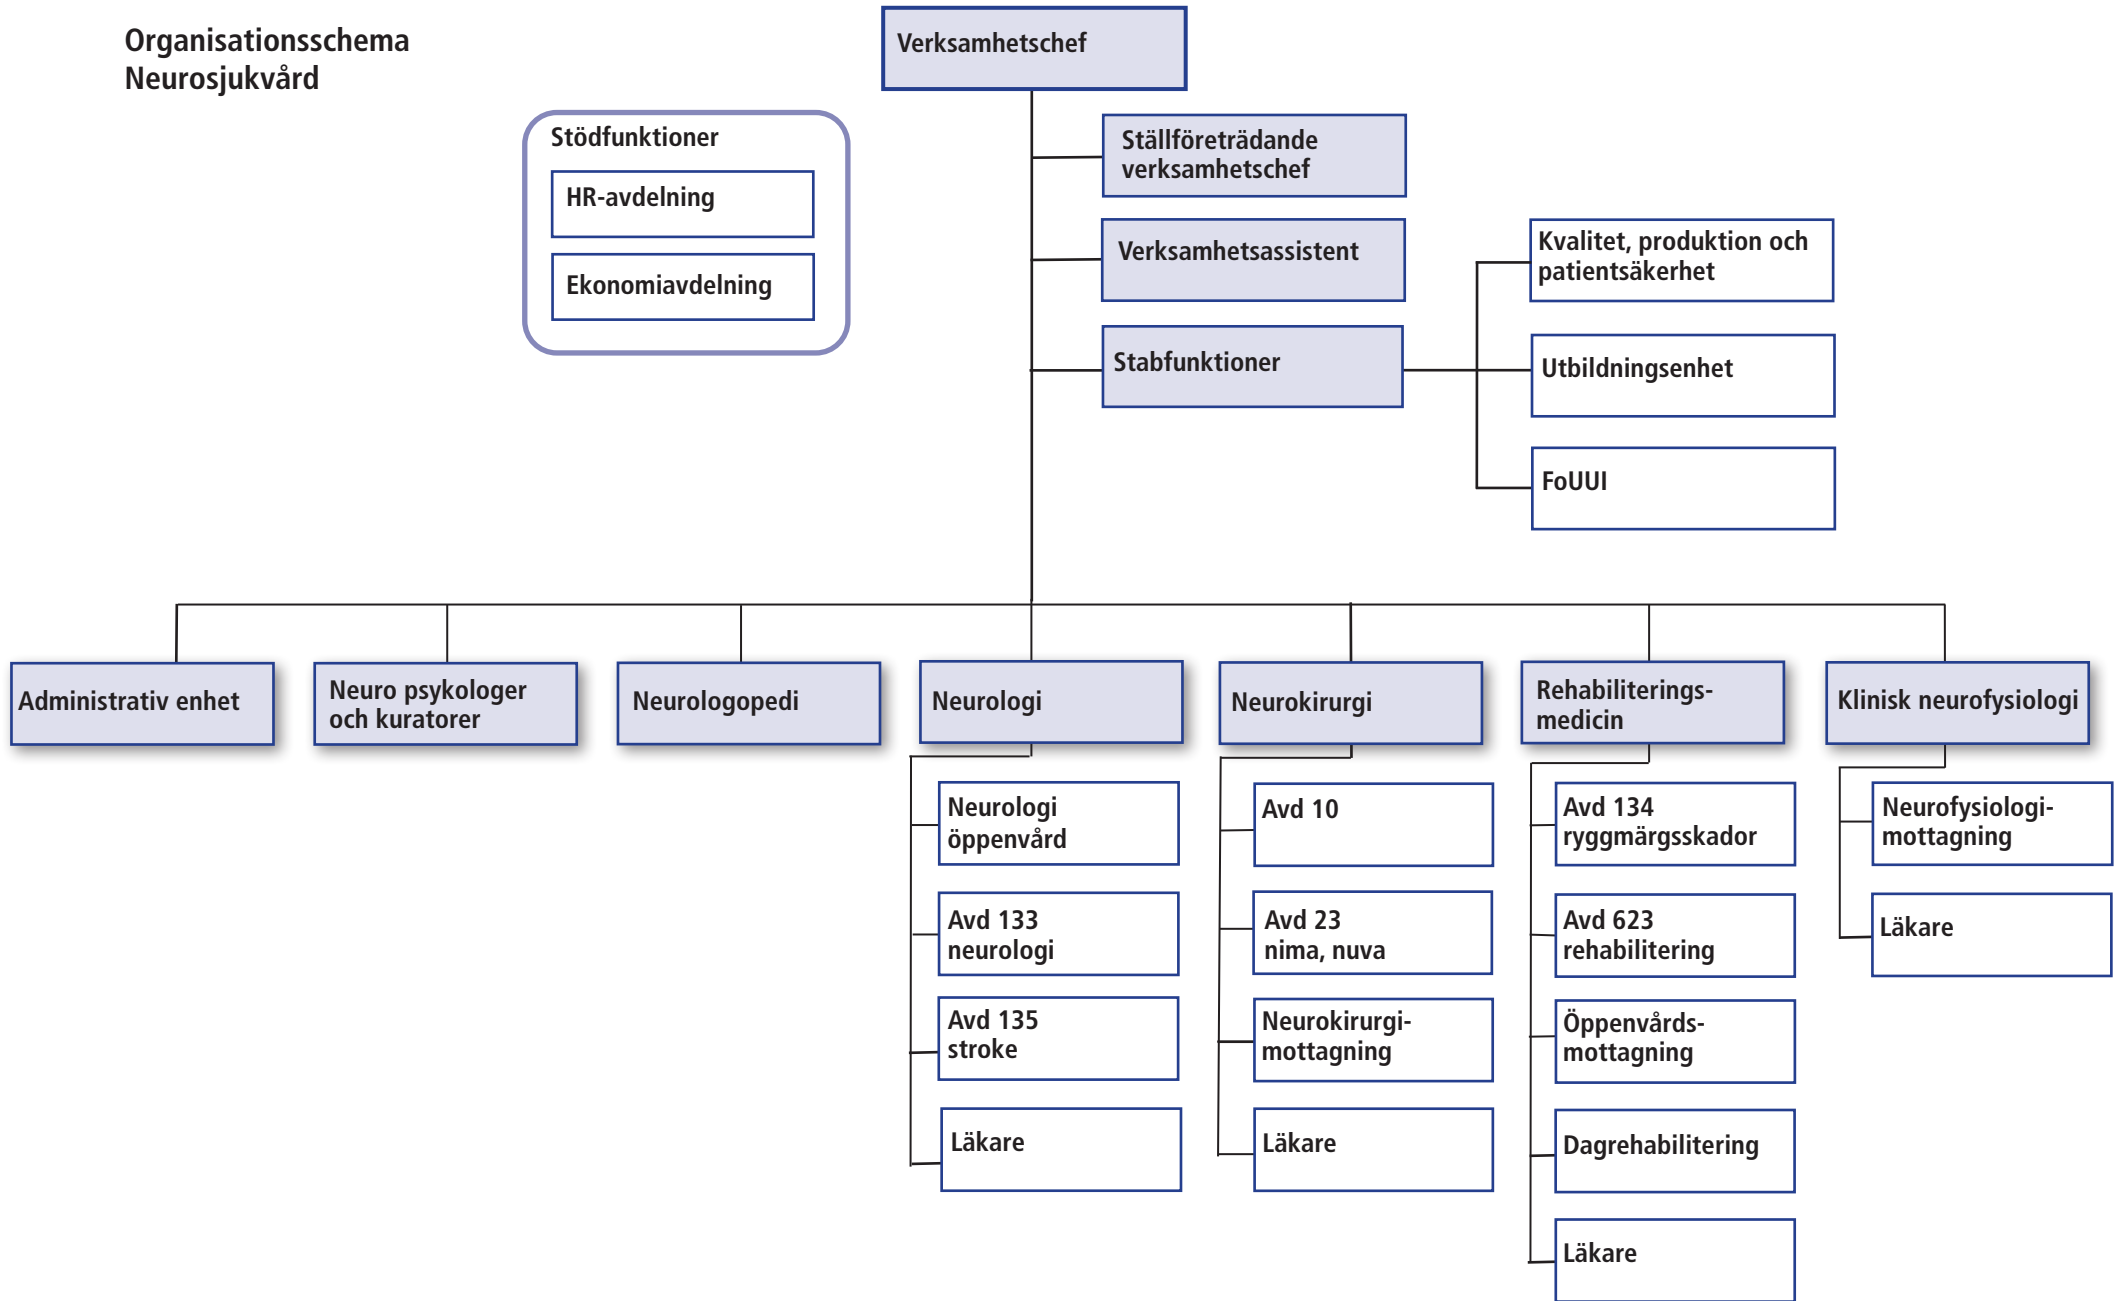 Organisationsschema
Neurosjukvård
Verksamhetschef
Stödfunktioner
HR-avdelning
Ekonomiavdelning
Ställföreträdande
verksamhetschef
Verksamhetsassistent
Stabfunktioner
Kvalitet, produktion och
patientsäkerhet
Utbildningsenhet
FoUUI
Administrativ enhet
Neuro psykologer
och kuratorer
Neurologopedi
Neurologi
Neurokirurgi
Rehabiliterings-
medicin
Klinisk neurofysiologi
Neurologi
öppenvård
Avd 133
neurologi
Avd 135
stroke
Läkare
Avd 10
Avd 23
nima, nuva
Neurokirurgi-
mottagning
Läkare
Avd 134
ryggmärgsskador
Avd 623
rehabilitering
Öppenvårds-
mottagning
Dagrehabilitering
Läkare
Neurofysiologi-
mottagning
Läkare